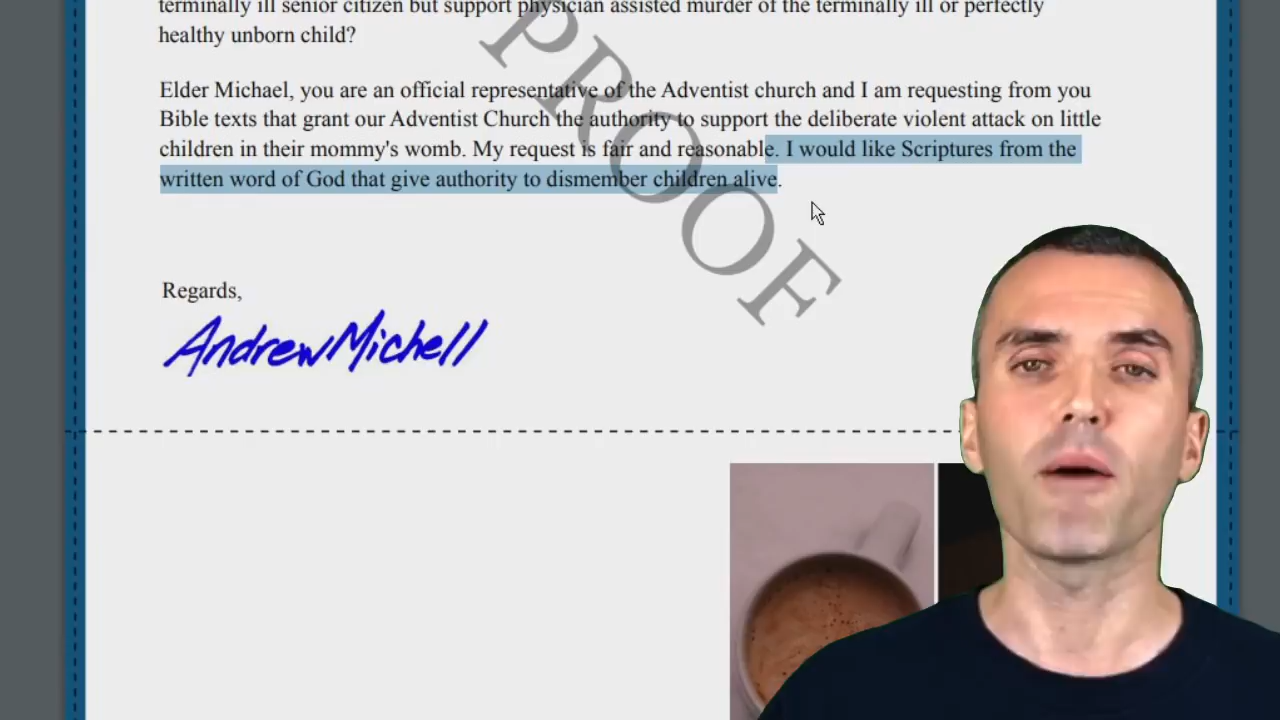 terminally ill senior citizen but support physician assisted murder of the terminally ill or perfectly
healthy unborn child?
Elder Michael, you are an official representative of the Adventist church and I am requesting from you
Bible texts that grant our Adventist Church the authority to support the deliberate violent attack on little
children in their mommy's womb. My request is fair and reasonable. I would like Scriptures from the
written word of God that give authority to dismember children alive.
PROOF
Regards,
Andrew Michell